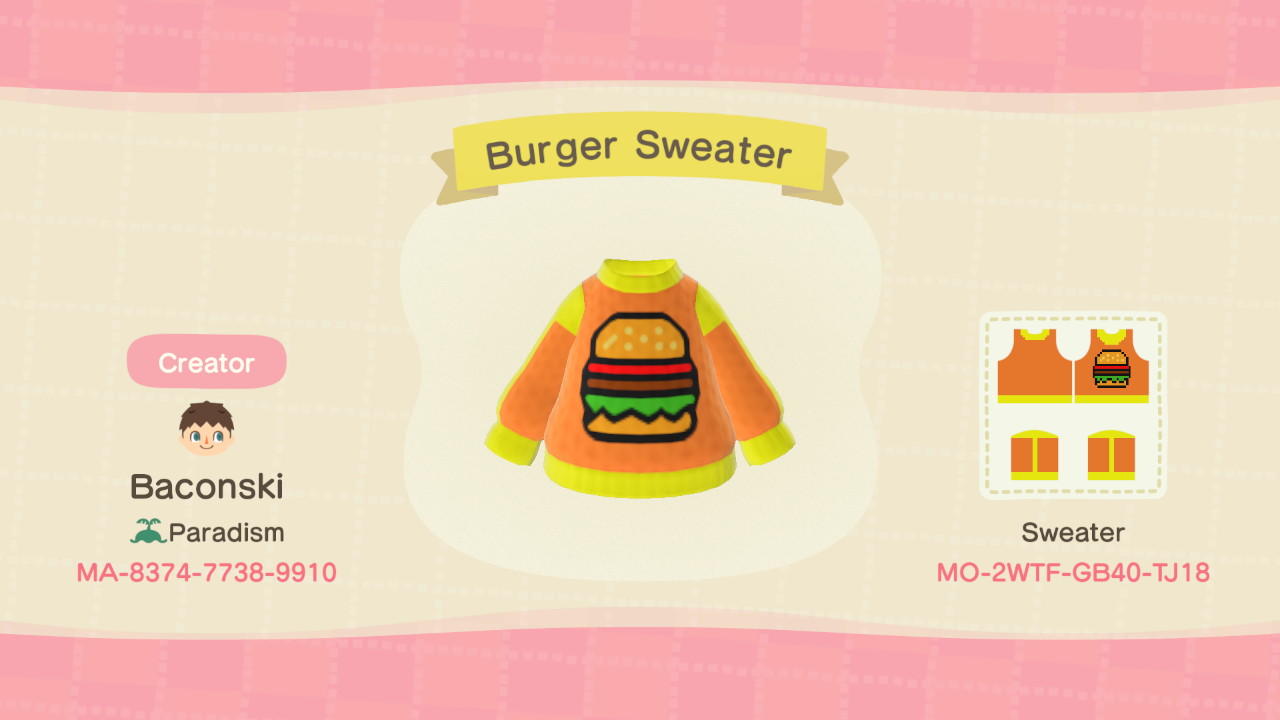 Burger Sweater
Creator
Baconski
Paradism
MA-8374-7738-9910
Sweater
MO-2WTF-GB40-TJ18